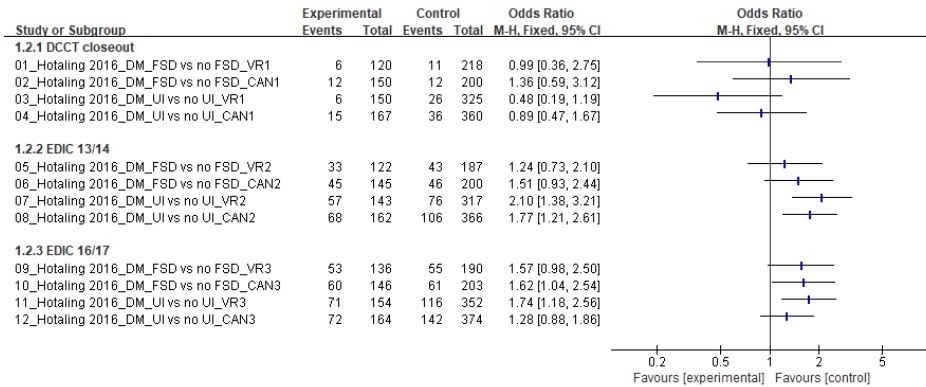 Experimental Control Odds Ratio Odds Ratio
Study or Subgroup Events Total Events Total M-H, Fixed, 95% CI M-H, Fixed, 95% CI
1.2.1 DCCT closeout
01_Hotaling 2016_DM_FSD vs no FSD_VR1 6 120 11 218 0.99 [0.36, 2.75]
02_Hotaling 2016_DM_FSD vs no FSD_CAN1 12 150 12 200 1.36 [0.59, 3.12]
03_Hotaling 2016_DM_UI vs no UI_VR1 6 150 26 325 0.48 [0.19, 1.19]
04_Hotaling 2016_DM_UI vs no UI_CAN1 15 167 36 360 0.89 [0.47, 1.67]
1.2.2 EDIC 13/14
05_Hotaling 2016_DM_FSD vs no FSD_VR2 33 122 43 187 1.24 [0.73, 2.10]
06_Hotaling 2016_DM_FSD vs no FSD_CAN2 45 145 46 200 1.51 [0.93, 2.44]
07_Hotaling 2016_DM_UI vs no UI_VR2 57 143 76 317 2.10 [1.38, 3.21]
08_Hotaling 2016_DM_UI vs no UI_CAN2 68 162 106 366 1.77 [1.21, 2.61]
1.2.3 EDIC 16/17
09_Hotaling 2016_DM_FSD vs no FSD_VR3 53 136 55 190 1.57 [0.98, 2.50]
10_Hotaling 2016_DM_FSD vs no FSD_CAN3 60 146 61 203 1.62 [1.04, 2.54]
11_Hotaling 2016_DM_UI vs no UI_VR3 71 154 116 352 1.74 [1.18, 2.56]
12_Hotaling 2016_DM_UI vs no UI_CAN3 72 164 142 374 1.28 [0.88, 1.86]
0.2 0.5 1 2 5
Favours [experimental] Favours [control]